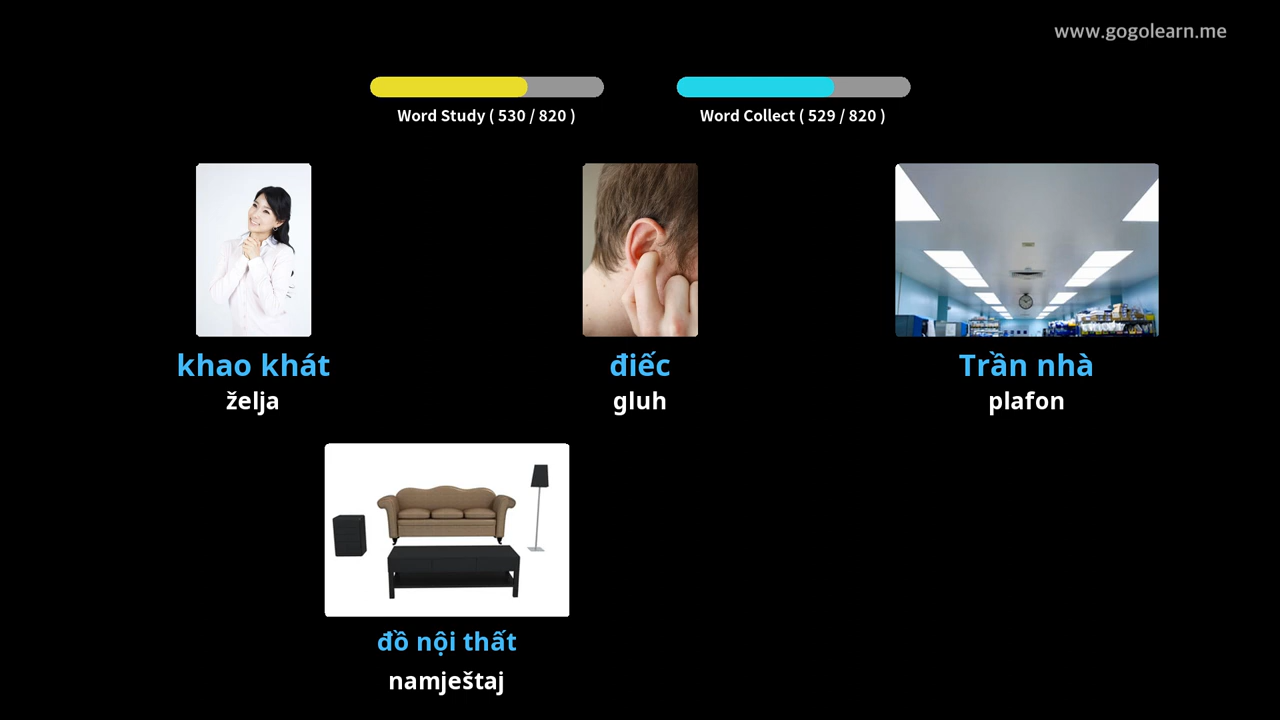 www.gogolearn.me
Word Study ( 530 / 820 )
Word Collect ( 529 / 820 )
khao khát
želja
điếc
gluh
Trần nhà
plafon
đồ nội thất
namještaj